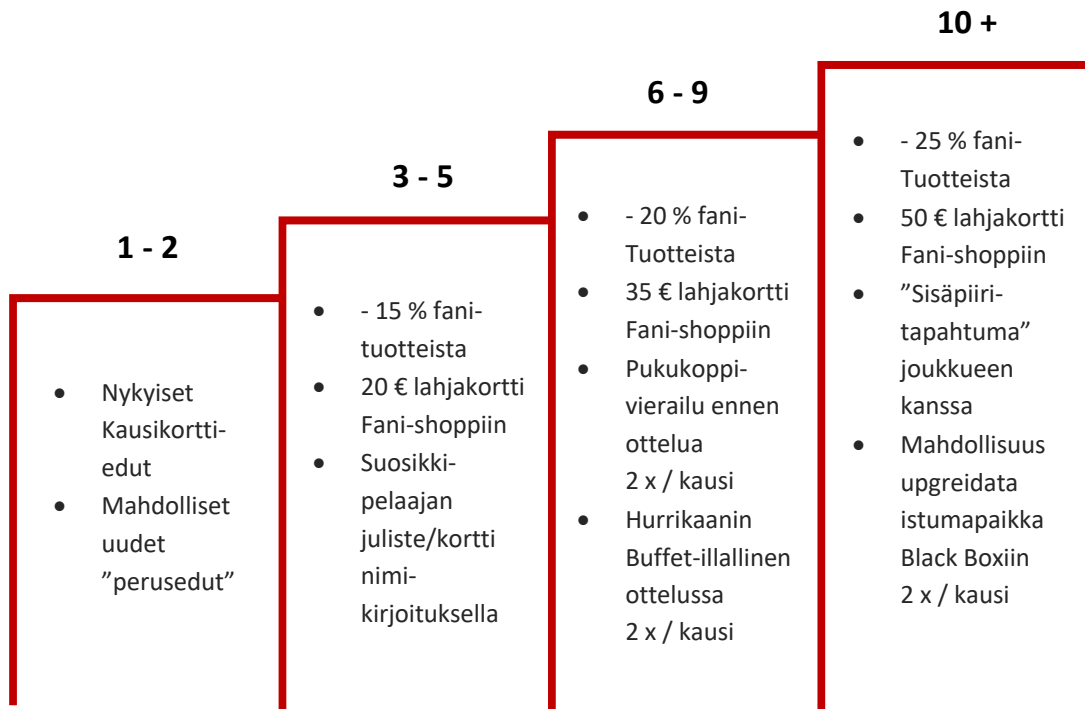 1 - 2
• Nykyiset
Kausikortti-
edut
• Mahdolliset
uudet
”perusedut”
3 - 5
• - 15 % fani-
tuotteista
• 20 € lahjakortti
Fani-shoppiin
• Suosikki-
pelaajan
juliste/kortti
nimi-
kirjoituksella
6 - 9
• - 20 % fani-
Tuotteista
• 35 € lahjakortti
Fani-shoppiin
• Pukukoppi-
vierailu ennen
ottelua
2 x / kausi
• Hurrikaanin
Buffet-illallinen
ottelussa
2 x / kausi
10 +
• - 25 % fani-
Tuotteista
• 50 € lahjakortti
Fani-shoppiin
• ”Sisäpiiri-
tapahtuma”
joukkueen
kanssa
• Mahdollisuus
upgreidata
istumapaikka
Black Boxiin
2 x / kausi